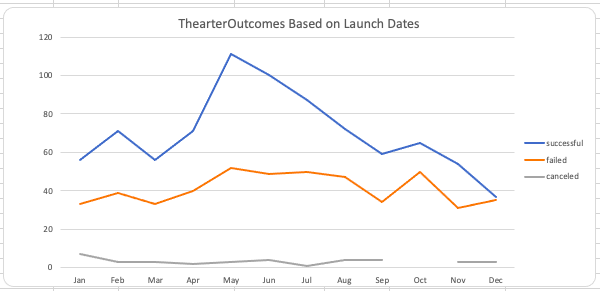 ThearterOutcomes Based on Launch Dates
120
100
80
60
40
20
0
Jan Feb Mar Apr May Jun Jul Aug Sep Oct Nov Dec
successful
failed
canceled